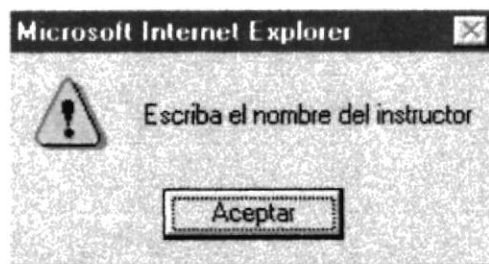 Microsoft Internet Explorer
Escriba el nombre del instructor
Aceptar